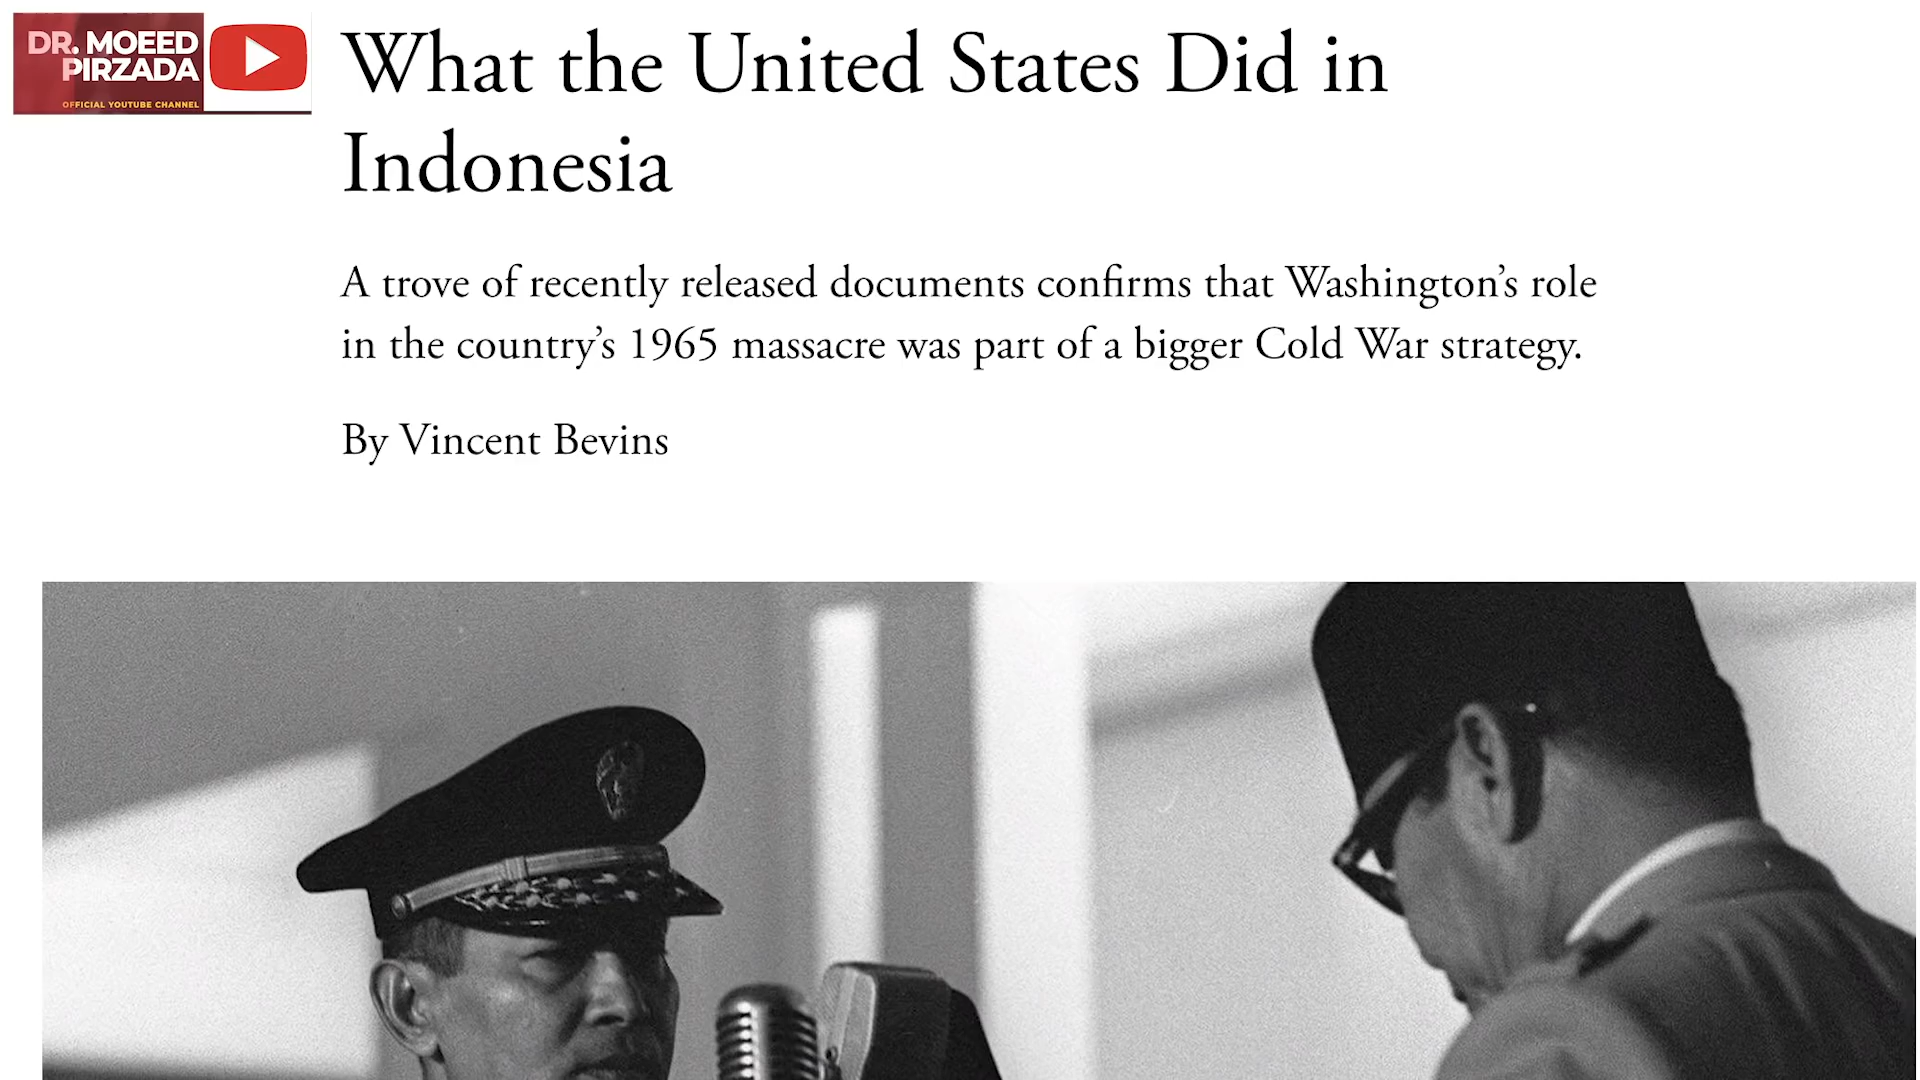 DR. MOEED
PIRZADA
OFFICIAL YOUTUBE CHANNEL
What the United States Did in
Indonesia
A trove of recently released documents confirms that Washington’s role
in the country’s 1965 massacre was part of a bigger Cold War strategy.
By Vincent Bevins